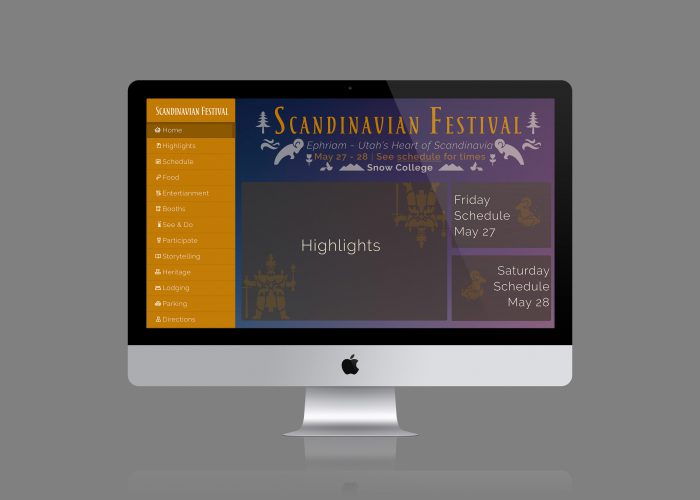 Scandinavian Festival
Home
Highlights
Schedule
Food
Entertianment
Booths
See & Do
Participate
Storytelling
Heritage
Lodging
Parking
Directions
Scandinavian Festival
Ephriam - Utah's Heart of Scandinavia
May 27 - 28 | See schedule for times
Snow College
Highlights
Friday
Schedule
May 27
Saturday
Schedule
May 28